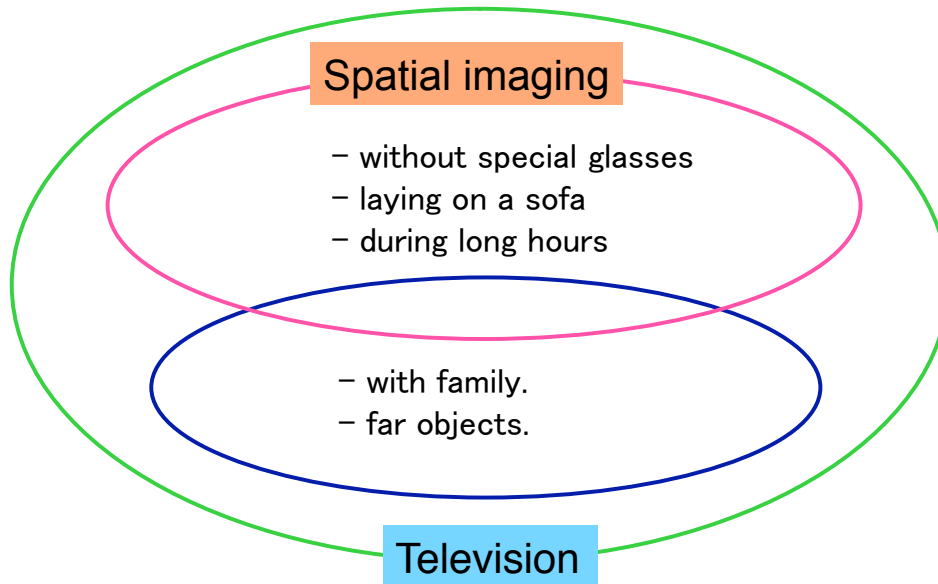 Spatial imaging
- without special glasses
- laying on a sofa
- during long hours
- with family.
- far objects.
Television